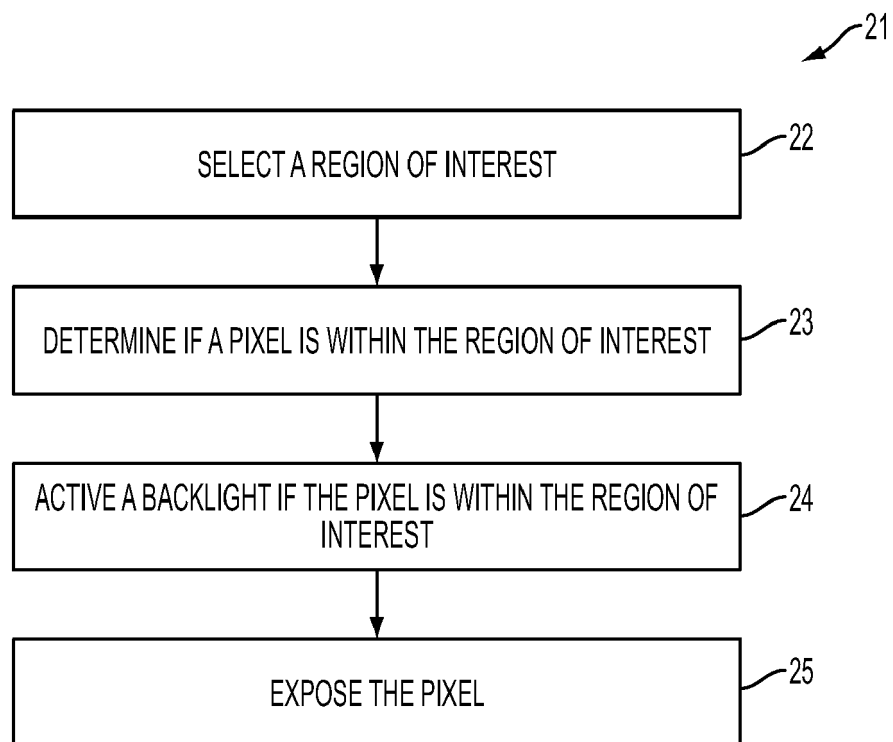 21
SELECT A REGION OF INTEREST
22
DETERMINE IF A PIXEL IS WITHIN THE REGION OF INTEREST
23
ACTIVE A BACKLIGHT IF THE PIXEL IS WITHIN THE REGION OF
INTEREST
24
EXPOSE THE PIXEL
25